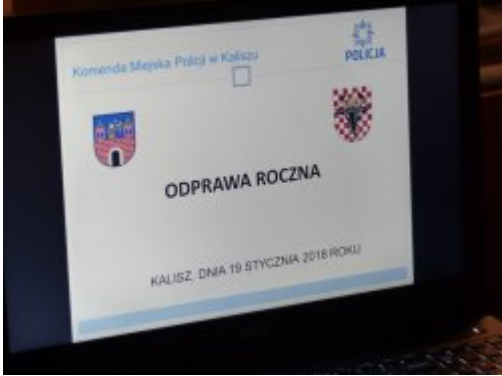 Komenda Miejska Policji w Kaliszu
POLICJA
ODPRAWA ROCZNA
KALISZ, DNIA 19 STYCZNIA 2018 ROKU